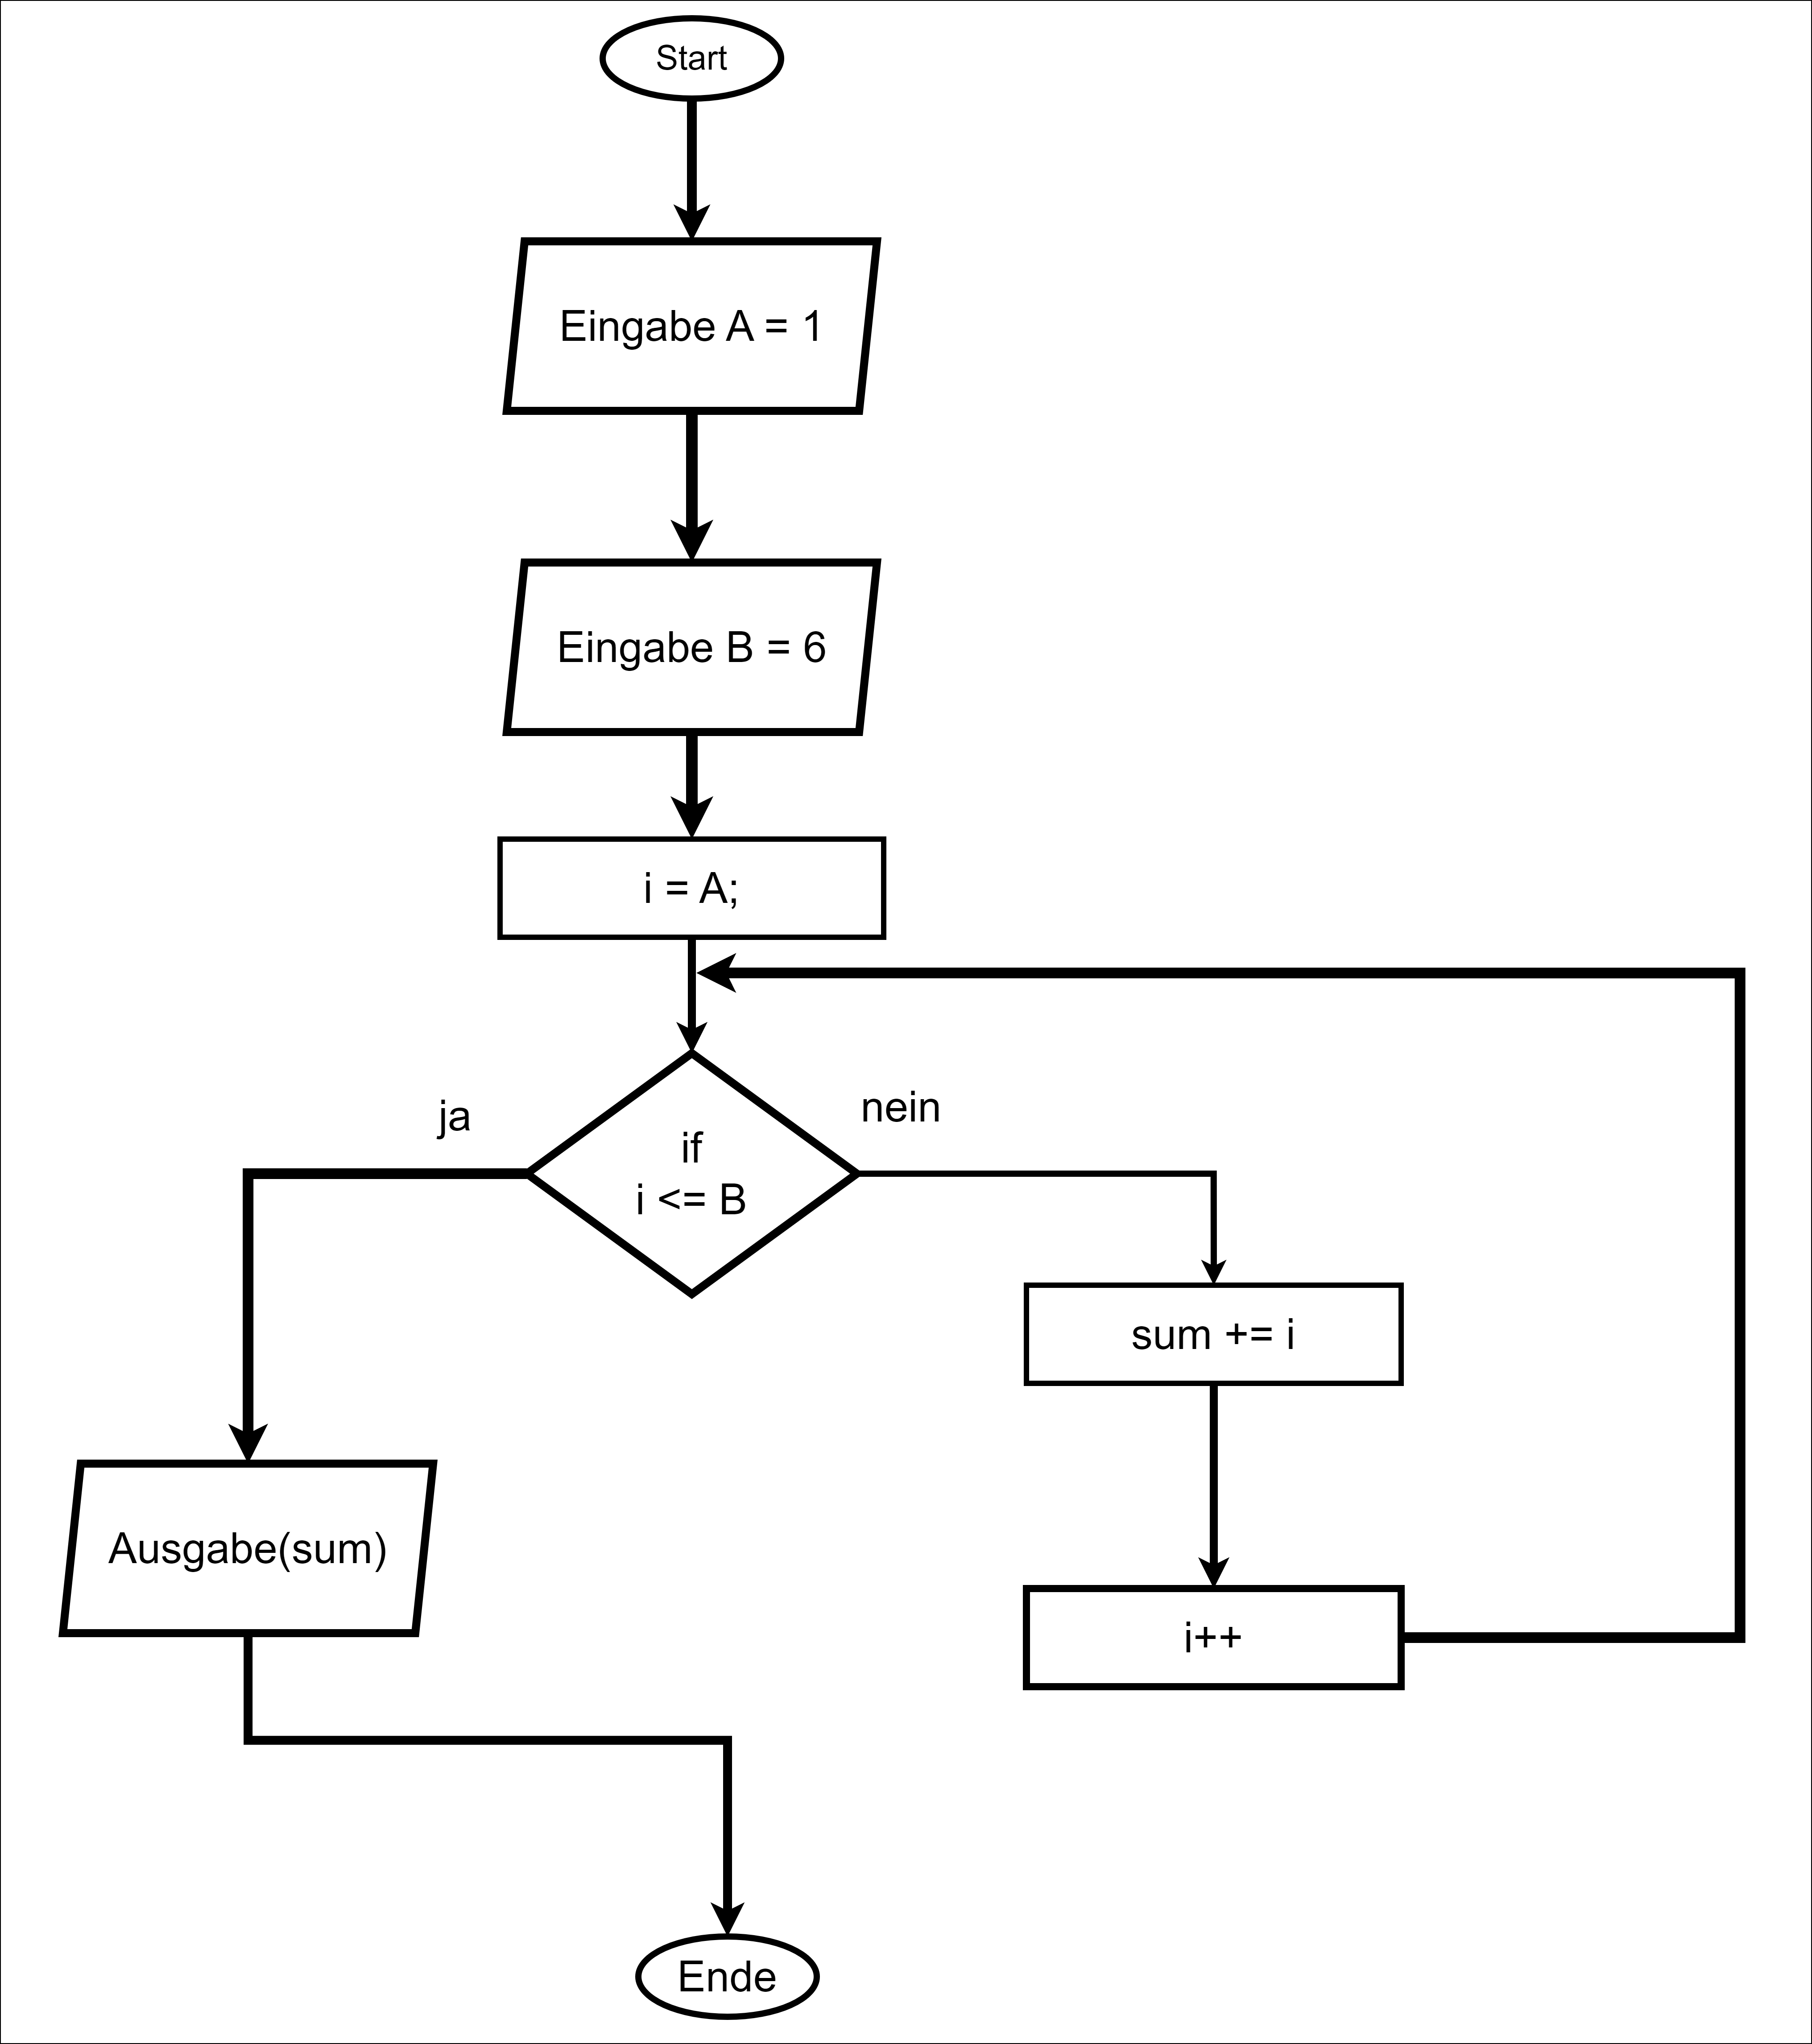 Start
Eingabe A = 1
Eingabe B = 6
i = A;
ja
nein
if
i <= B
sum += i
Ausgabe(sum)
i++
Ende